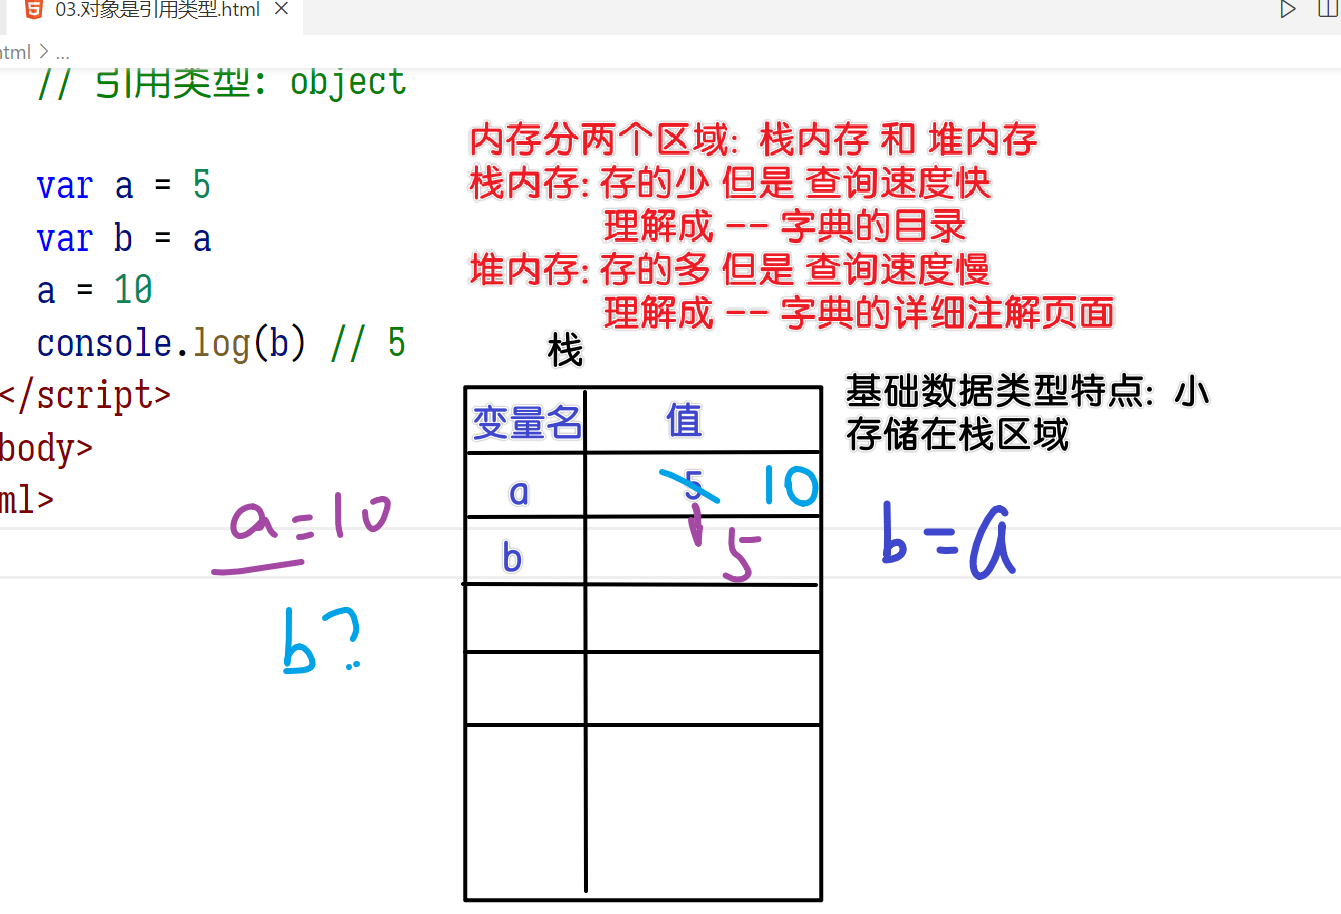 03.对象是引用类型.html
html > ...
// 引用类型: object
var a = 5
var b = a
a = 10
console.log(b) // 5
</script>
body>
ml>
内存分两个区域: 栈内存 和 堆内存
栈内存: 存的少 但是 查询速度快
理解成 -- 字典的目录
堆内存: 存的多 但是 查询速度慢
理解成 -- 字典的详细注解页面
栈
变量名 值
a 5 10
b 5
基础数据类型特点: 小
存储在栈区域
a=10
b?
b=a